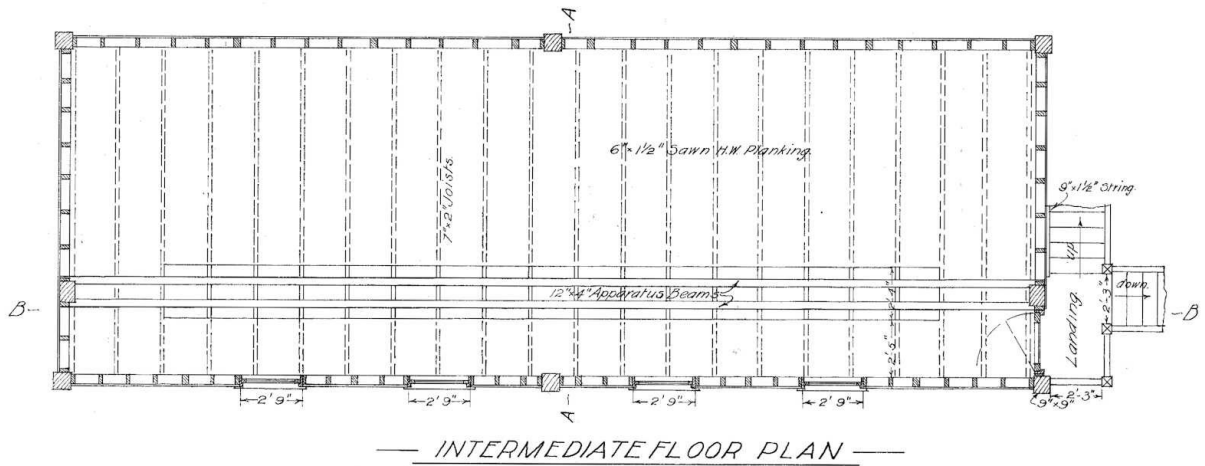 A
6"×1½" Sawn H.W. Planking.
7"×2" Joists.
9"×1½" String.
up
down.
12"×4" Apparatus Beams
2'-4"
2'-3"
Landing
B
B
2'-5"
2' 9"
2' 9"
2' 9"
2' 9"
A
9"×9"
2'-3"
INTERMEDIATE FLOOR PLAN